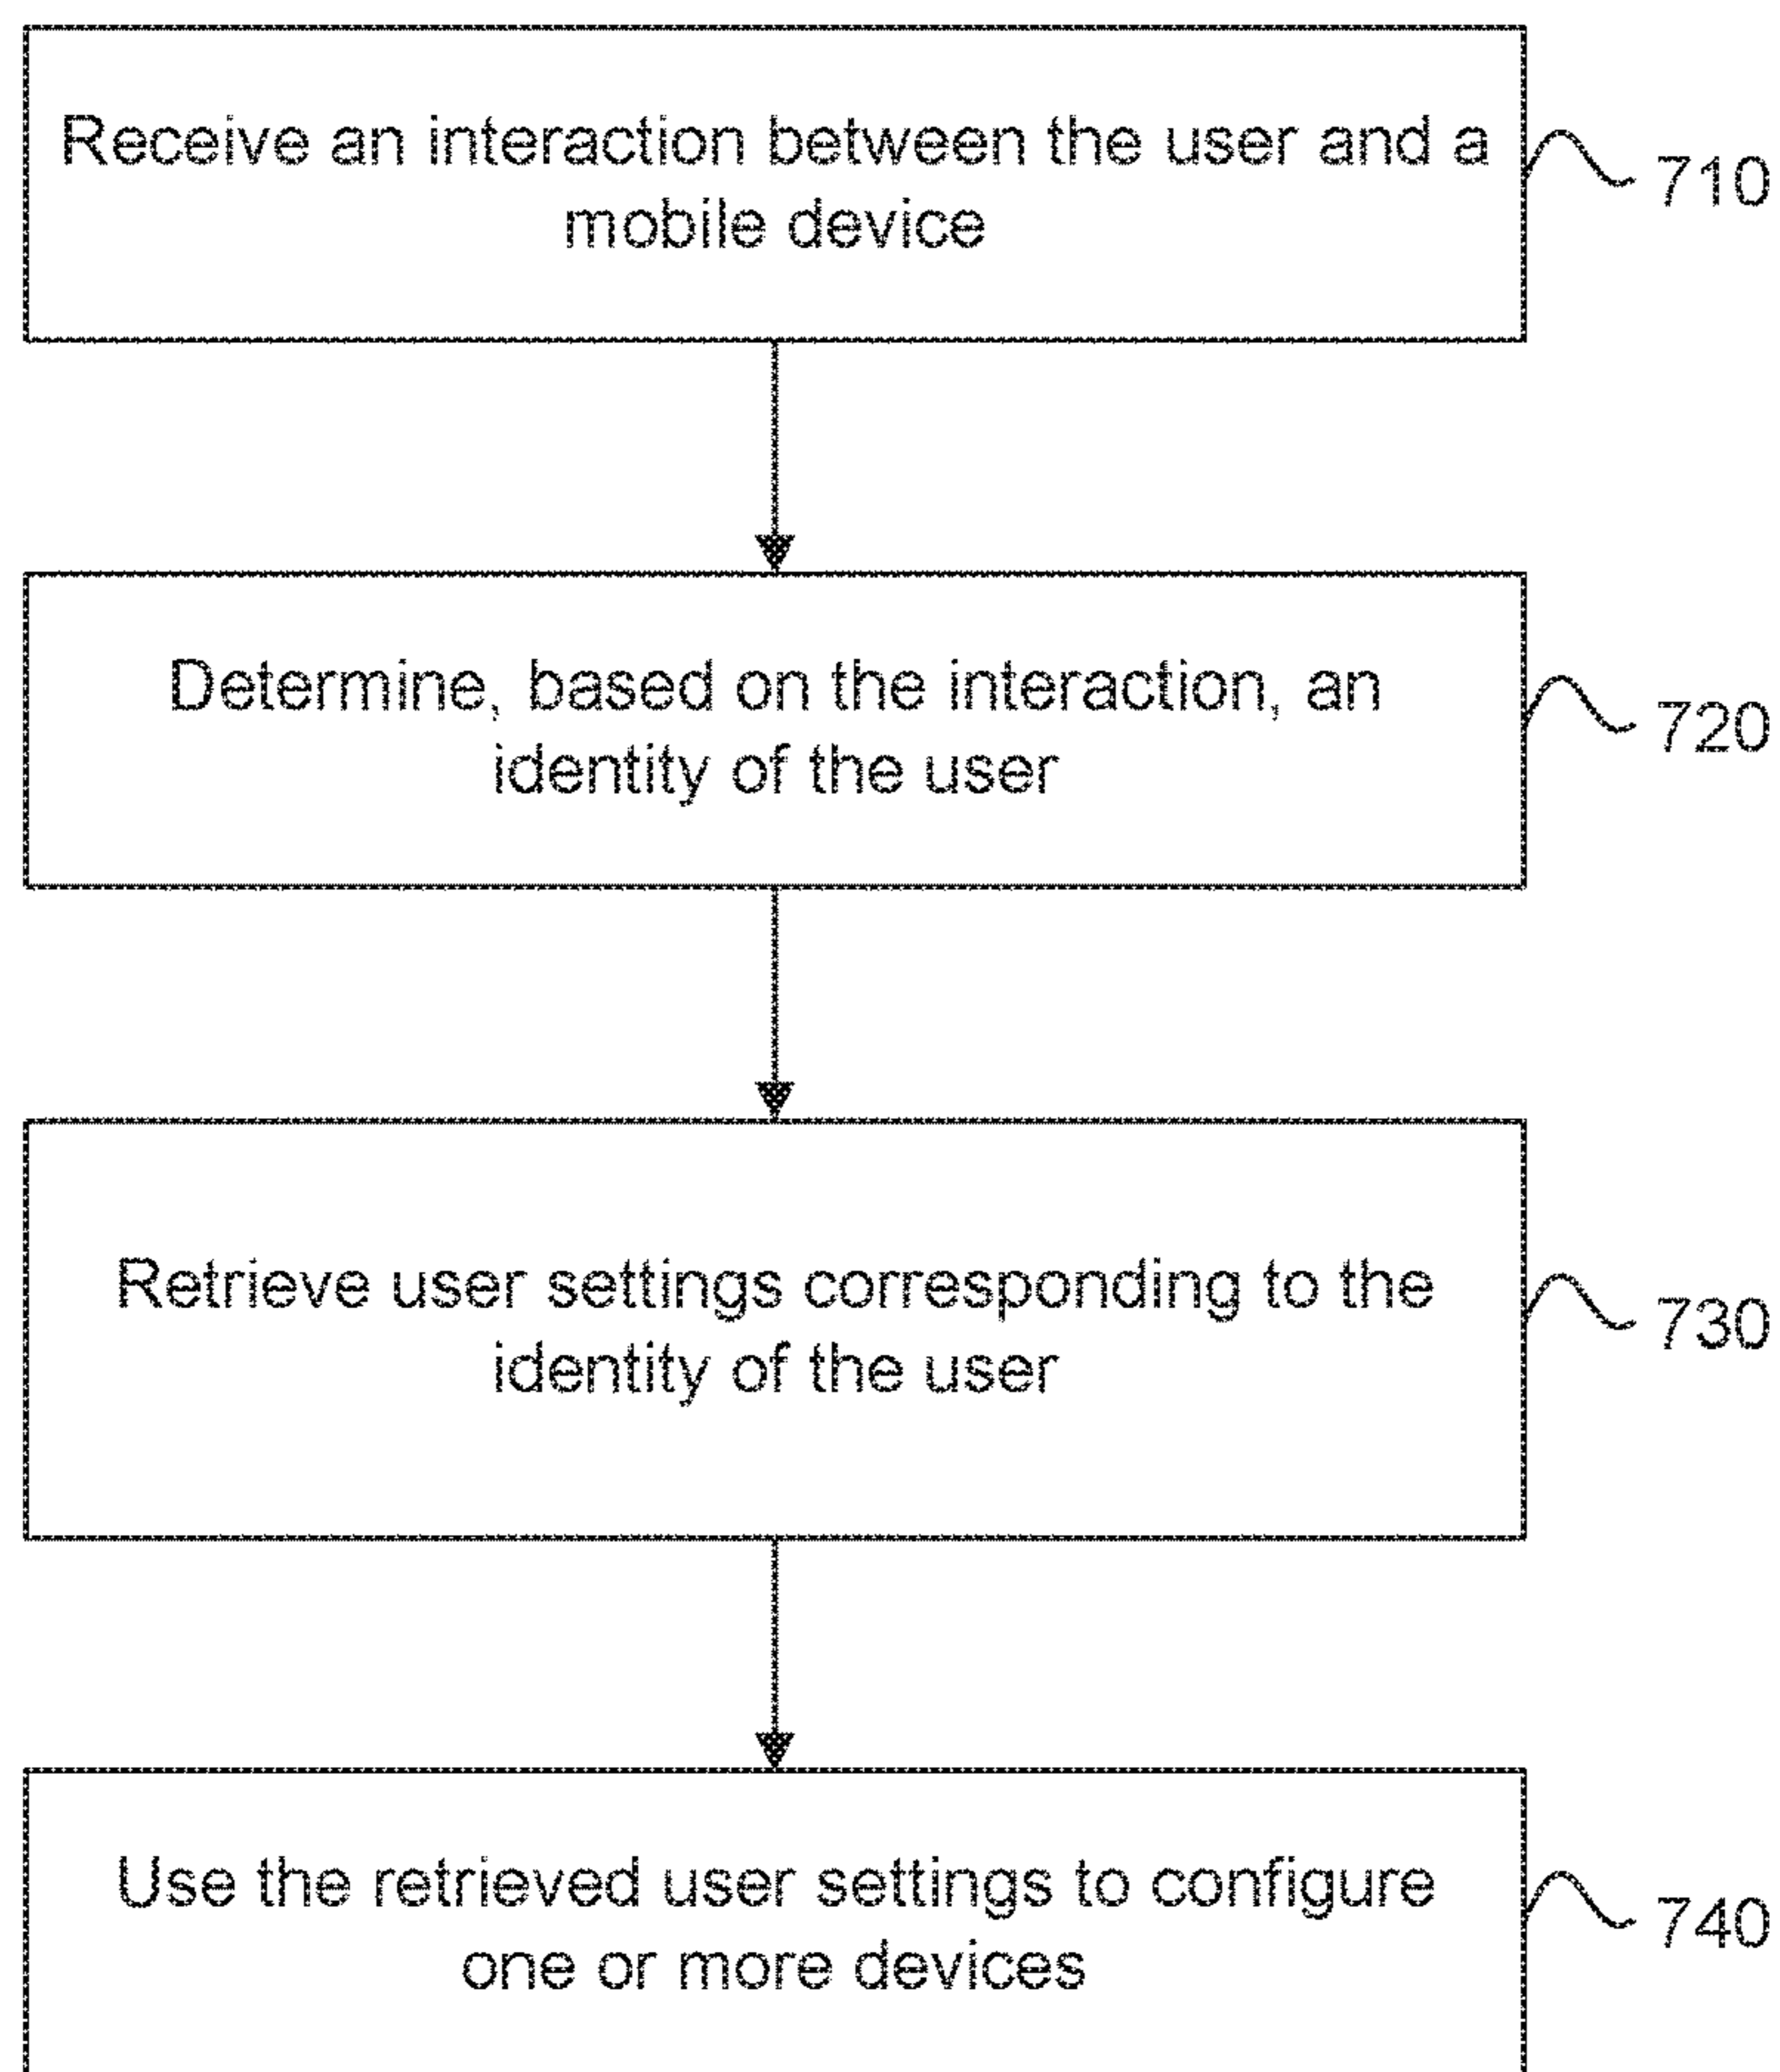 Receive an interaction between the user and a
mobile device
710
Determine, based on the interaction, an
identity of the user
720
Retrieve user settings corresponding to the
identity of the user
730
Use the retrieved user settings to configure
one or more devices
740